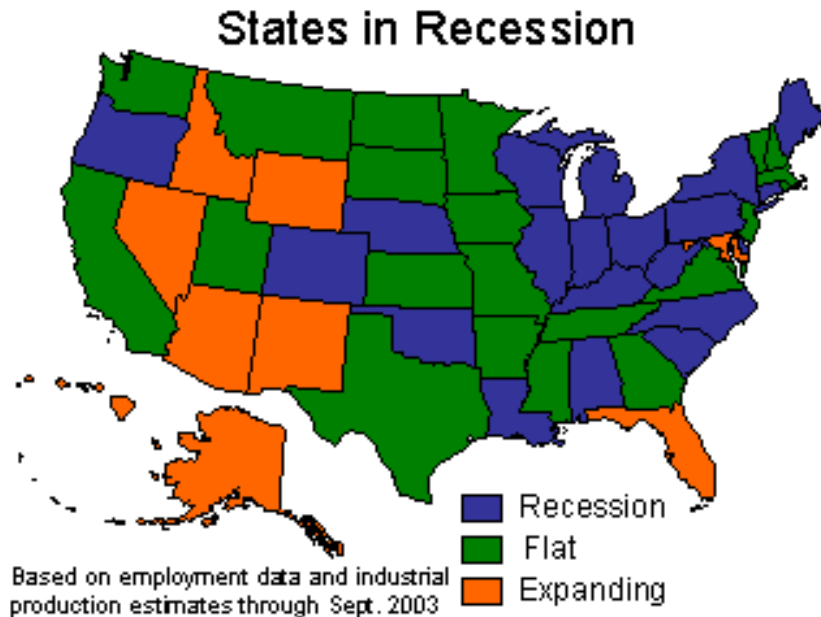 States in Recession
Recession
Flat
Expanding
Based on employment data and industrial
production estimates through Sept. 2003